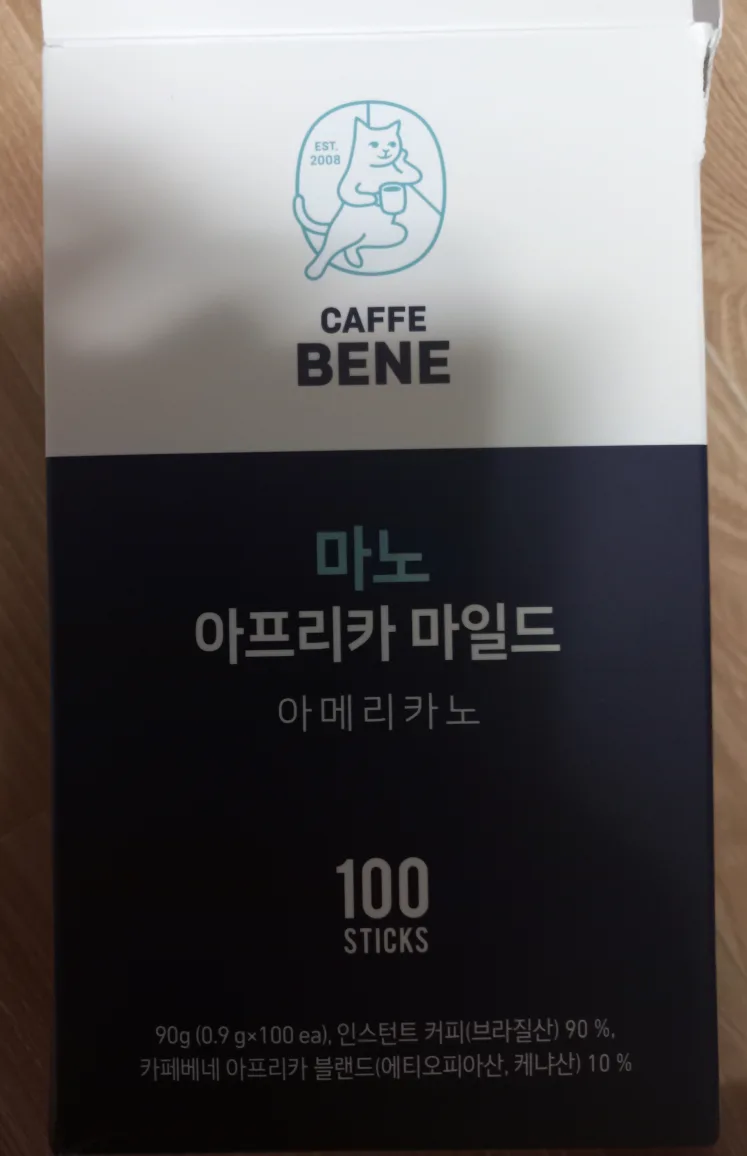 EST.
2008
CAFFE
BENE
마노
아프리카 마일드
아메리카노
100
STICKS
90g (0.9 g×100 ea), 인스턴트 커피(브라질산) 90 %,
카페베네 아프리카 블랜드(에티오피아산, 케냐산) 10 %